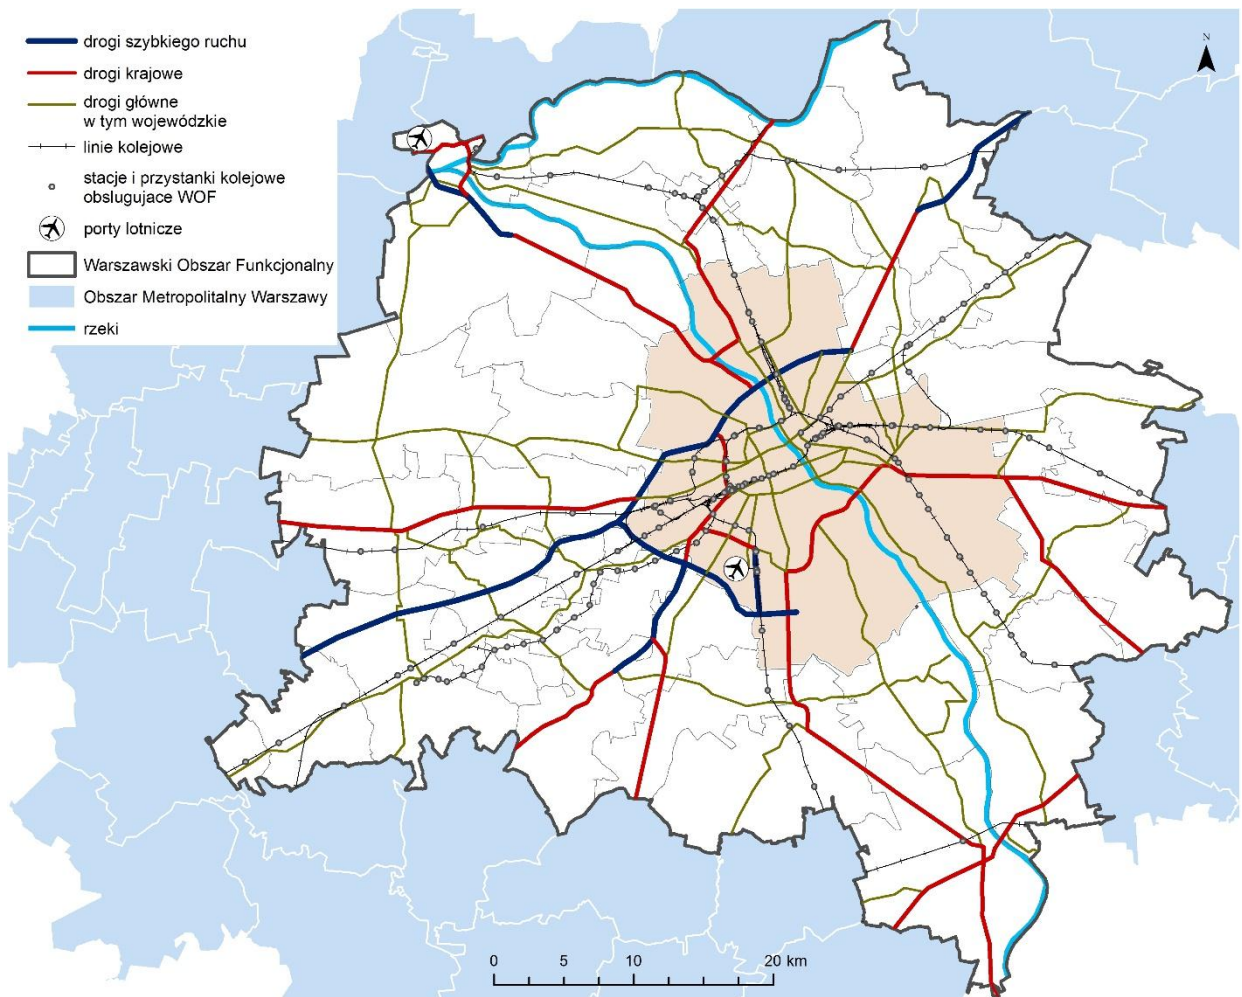 drogi szybkiego ruchu
drogi krajowe
drogi główne
w tym wojewódzkie
linie kolejowe
stacje i przystanki kolejowe
obslugujace WOF
porty lotnicze
Warszawski Obszar Funkcjonalny
Obszar Metropolitalny Warszawy
rzeki
N
0 5 10 20 km